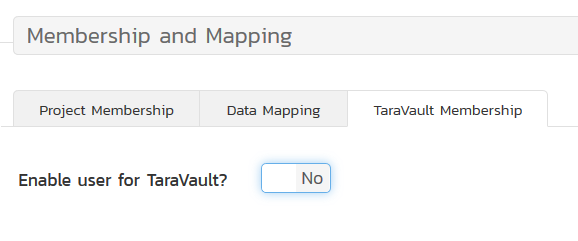 Membership and Mapping
Project Membership Data Mapping TaraVault Membership
Enable user for TaraVault? No